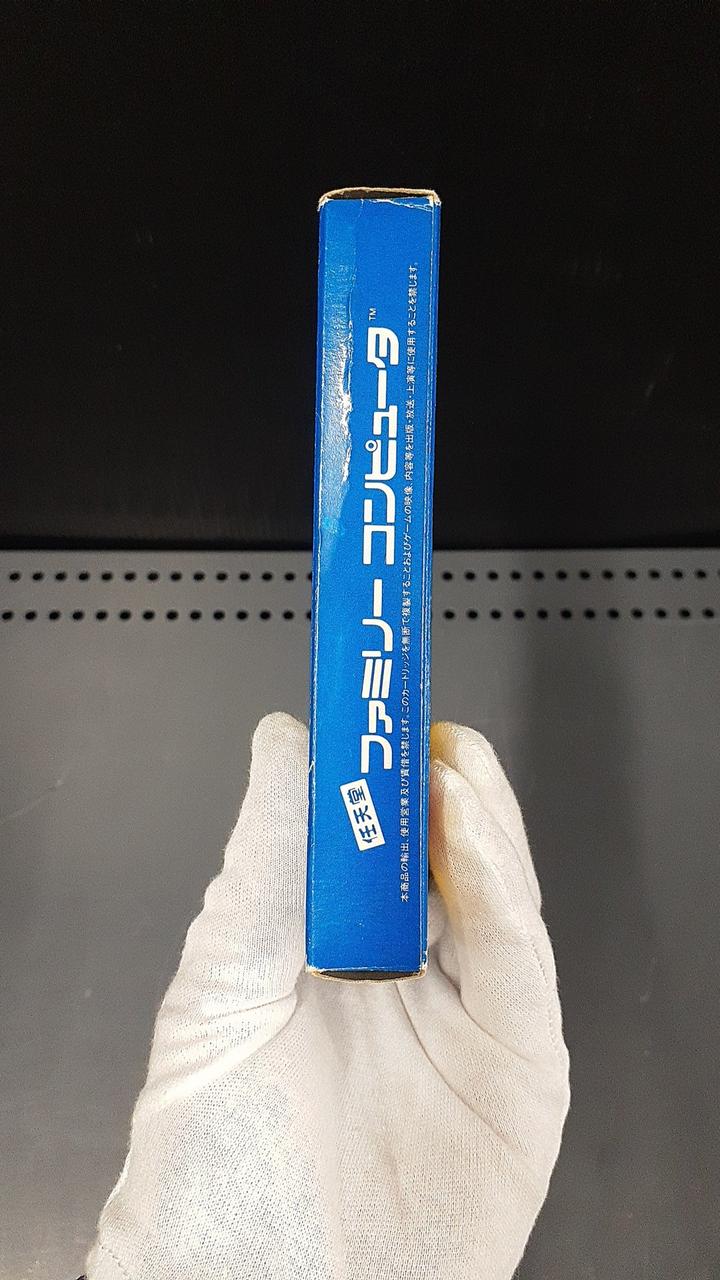 任天堂
ファミリー コンピュータ™
本商品の輸出、使用営業及び賃借を禁じます。このカートリッジを無断で複製することおよびゲームの映像、内容等を出版・放送・上演等に使用することを禁じます。